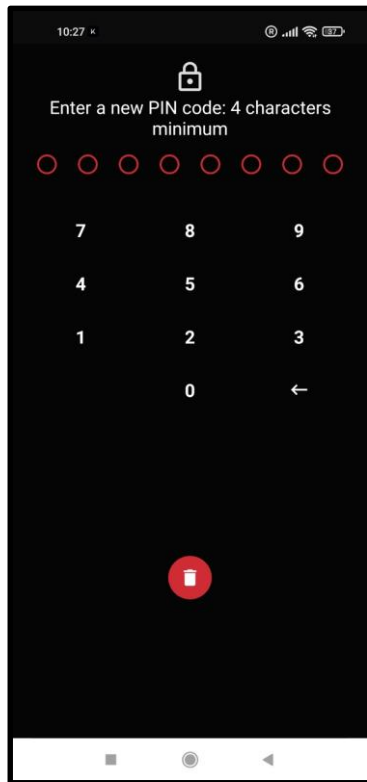 10:27 K
R 37
Enter a new PIN code: 4 characters
minimum
7 8 9
4 5 6
1 2 3
0